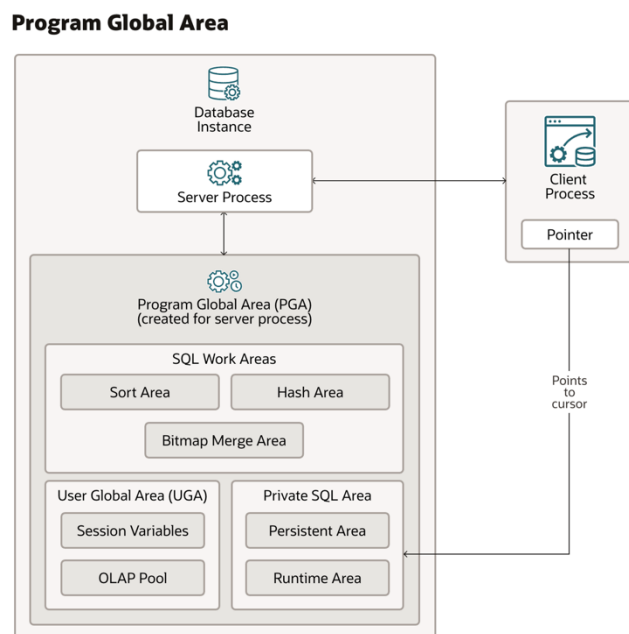 Program Global Area
Database
Instance
Server Process
Client
Process
Pointer
Program Global Area (PGA)
(created for server process)
SQL Work Areas
Sort Area
Hash Area
Bitmap Merge Area
Points
to
cursor
User Global Area (UGA)
Session Variables
OLAP Pool
Private SQL Area
Persistent Area
Runtime Area